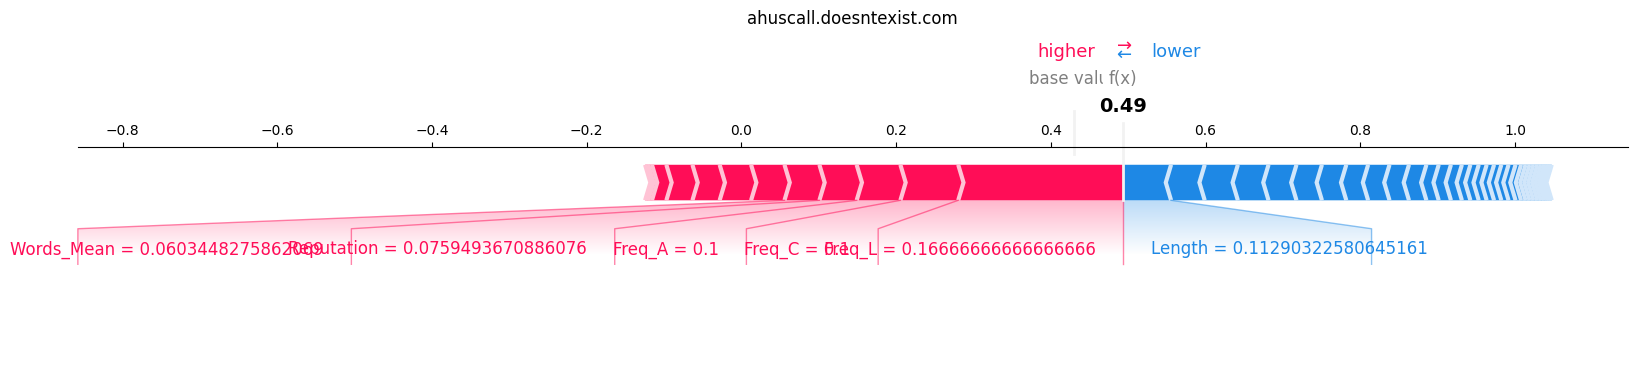 ahuscall.doesntexist.com
higher → ← lower
base valu f(x)
0.49
−0.8 −0.6 −0.4 −0.2 0.0 0.2 0.4 0.6 0.8 1.0
Words_Mean = 0.0603448275862069 Reputation = 0.0759493670886076 Freq_A = 0.1 Freq_C = 0.1 Freq_L = 0.16666666666666666 Length = 0.11290322580645161